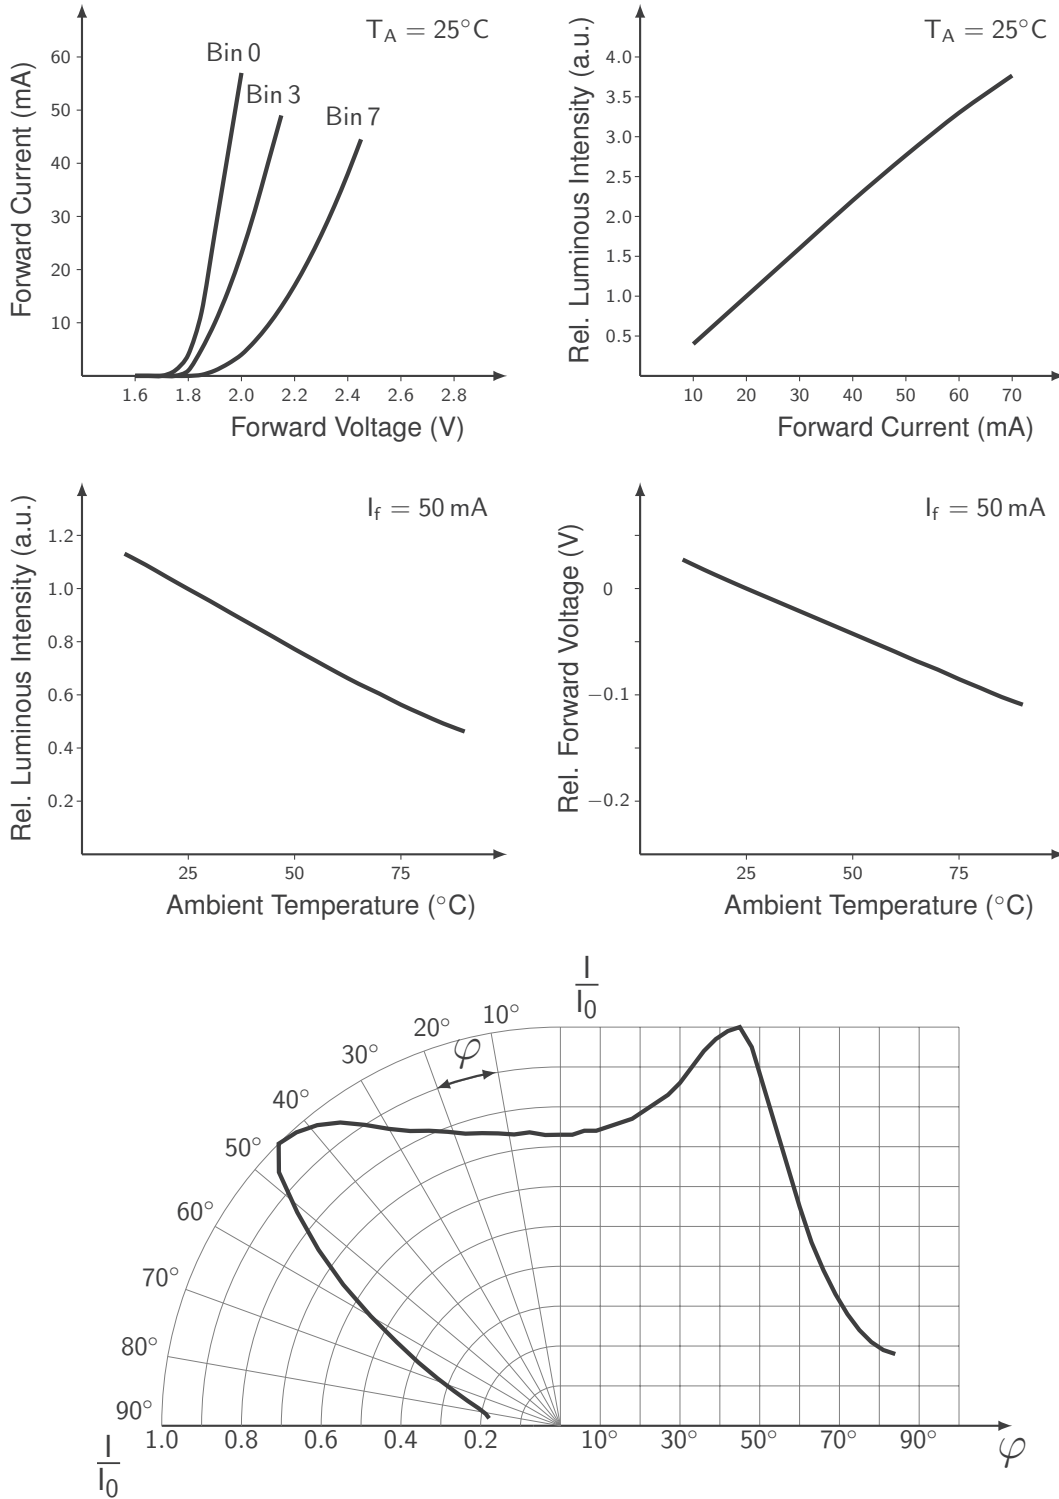 T_A = 25°C
Forward Current (mA)
60
50
40
30
20
10
Bin 0
Bin 3
Bin 7
1.6 1.8 2.0 2.2 2.4 2.6 2.8
Forward Voltage (V)
T_A = 25°C
Rel. Luminous Intensity (a.u.)
4.0
3.5
3.0
2.5
2.0
1.5
1.0
0.5
10 20 30 40 50 60 70
Forward Current (mA)
I_f = 50 mA
Rel. Luminous Intensity (a.u.)
1.2
1.0
0.8
0.6
0.4
0.2
25 50 75
Ambient Temperature (°C)
I_f = 50 mA
Rel. Forward Voltage (V)
0
−0.1
−0.2
25 50 75
Ambient Temperature (°C)
I
I_0
10°
20°
φ
30°
40°
50°
60°
70°
80°
90°
1.0 0.8 0.6 0.4 0.2 10° 30° 50° 70° 90° φ
I
I_0